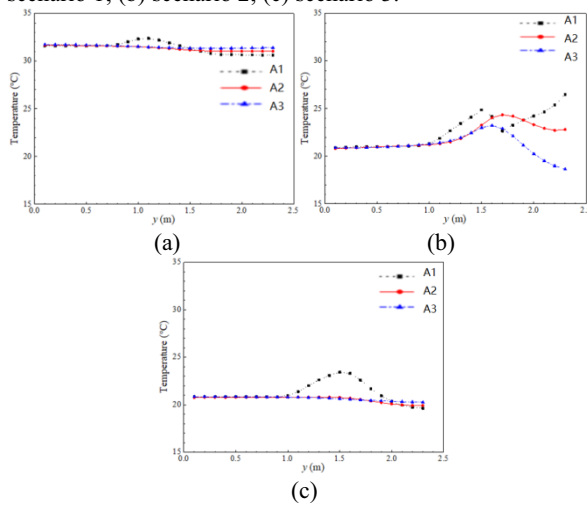 scenario 1; (b) scenario 2; (c) scenario 3.
35
30
25
20
15
Temperature (°C)
A1
A2
A3
0.0 0.5 1.0 1.5 2.0 2.5
y (m)
(a)
35
30
25
20
15
Temperature (°C)
A1
A2
A3
0.0 0.5 1.0 1.5 2.0 2.5
y (m)
(b)
35
30
25
20
15
Temperature (°C)
A1
A2
A3
0.0 0.5 1.0 1.5 2.0 2.5
y (m)
(c)